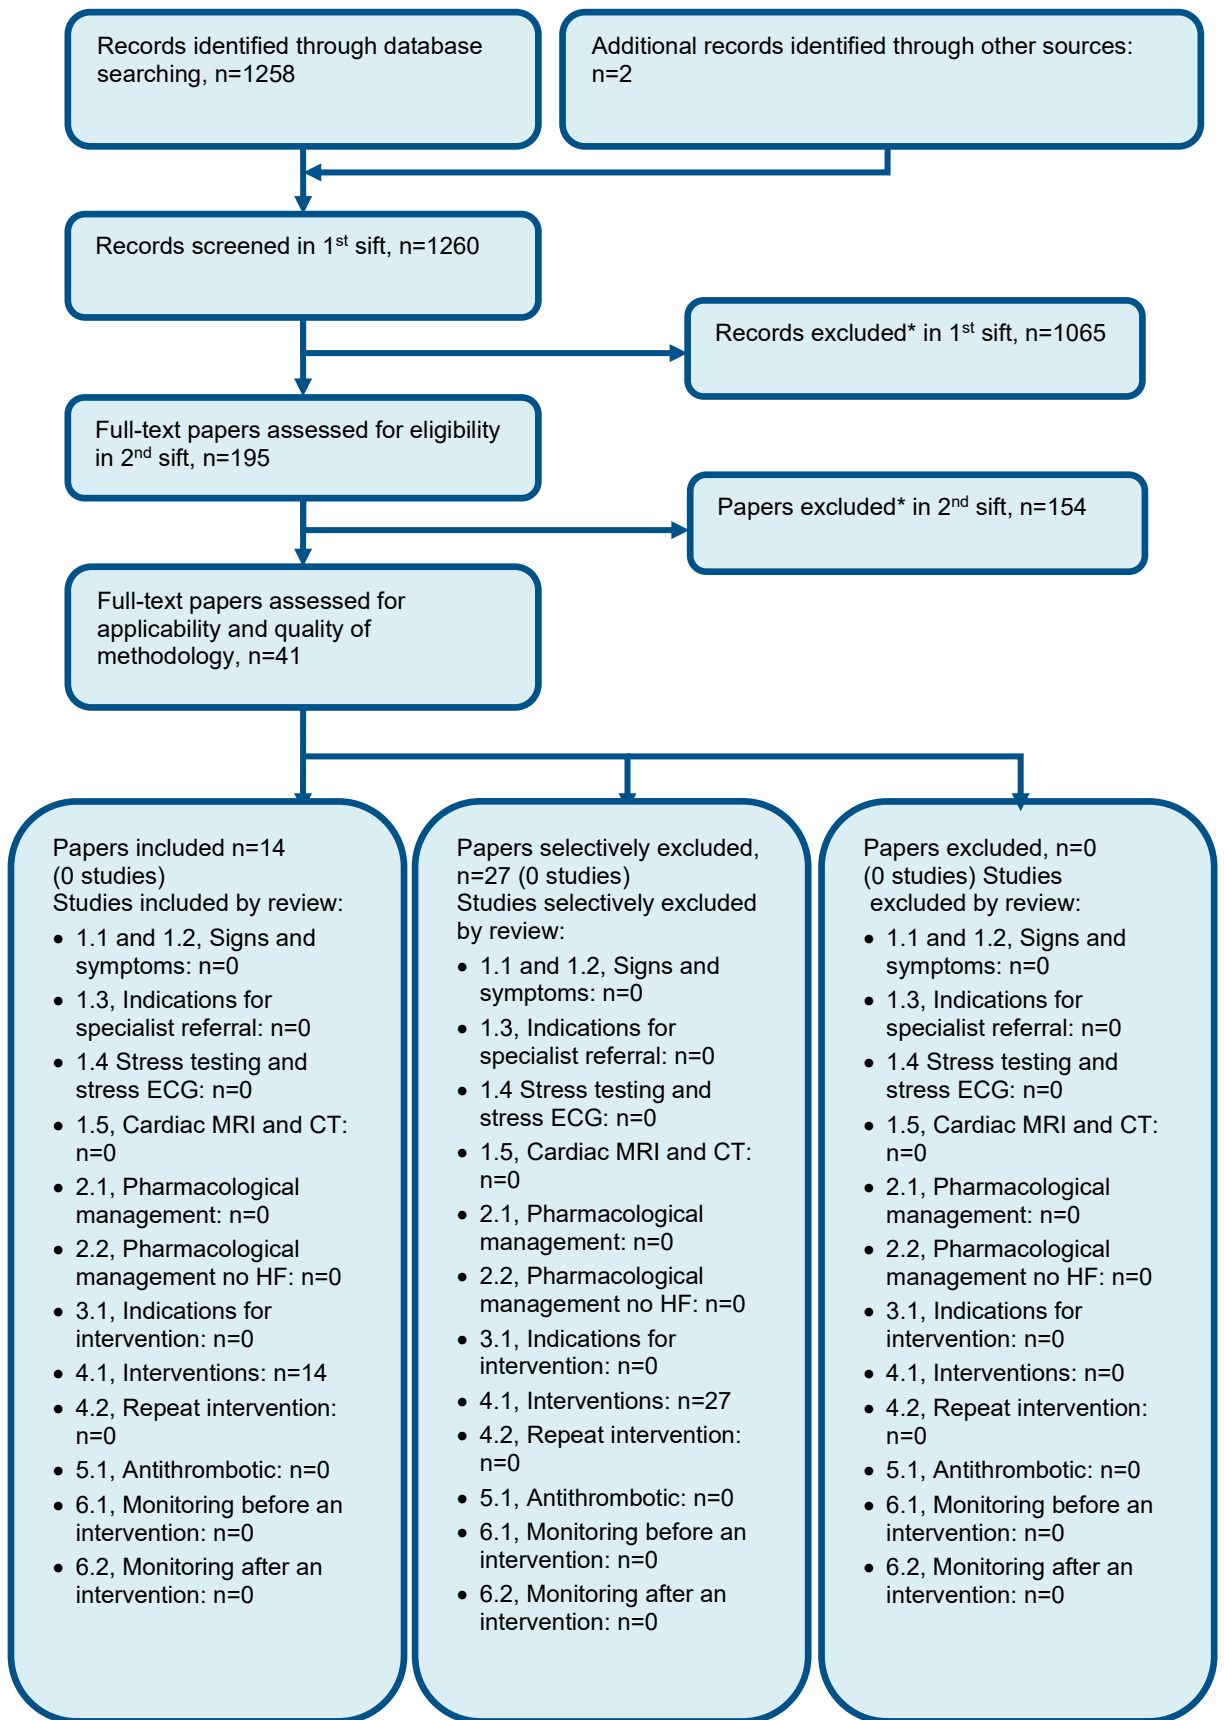 Records identified through database
searching, n=1258
Additional records identified through other sources:
n=2
Records screened in 1st sift, n=1260
Records excluded* in 1st sift, n=1065
Full-text papers assessed for eligibility
in 2nd sift, n=195
Papers excluded* in 2nd sift, n=154
Full-text papers assessed for
applicability and quality of
methodology, n=41
Papers included n=14
(0 studies)
Studies included by review:
• 1.1 and 1.2, Signs and
symptoms: n=0
• 1.3, Indications for
specialist referral: n=0
• 1.4 Stress testing and
stress ECG: n=0
• 1.5, Cardiac MRI and CT:
n=0
• 2.1, Pharmacological
management: n=0
• 2.2, Pharmacological
management no HF: n=0
• 3.1, Indications for
intervention: n=0
• 4.1, Interventions: n=14
• 4.2, Repeat intervention:
n=0
• 5.1, Antithrombotic: n=0
• 6.1, Monitoring before an
intervention: n=0
• 6.2, Monitoring after an
intervention: n=0
Papers selectively excluded,
n=27 (0 studies)
Studies selectively excluded
by review:
• 1.1 and 1.2, Signs and
symptoms: n=0
• 1.3, Indications for
specialist referral: n=0
• 1.4 Stress testing and
stress ECG: n=0
• 1.5, Cardiac MRI and CT:
n=0
• 2.1, Pharmacological
management: n=0
• 2.2, Pharmacological
management no HF: n=0
• 3.1, Indications for
intervention: n=0
• 4.1, Interventions: n=27
• 4.2, Repeat intervention:
n=0
• 5.1, Antithrombotic: n=0
• 6.1, Monitoring before an
intervention: n=0
• 6.2, Monitoring after an
intervention: n=0
Papers excluded, n=0
(0 studies) Studies
excluded by review:
• 1.1 and 1.2, Signs and
symptoms: n=0
• 1.3, Indications for
specialist referral: n=0
• 1.4 Stress testing and
stress ECG: n=0
• 1.5, Cardiac MRI and CT:
n=0
• 2.1, Pharmacological
management: n=0
• 2.2, Pharmacological
management no HF: n=0
• 3.1, Indications for
intervention: n=0
• 4.1, Interventions: n=0
• 4.2, Repeat intervention:
n=0
• 5.1, Antithrombotic: n=0
• 6.1, Monitoring before an
intervention: n=0
• 6.2, Monitoring after an
intervention: n=0